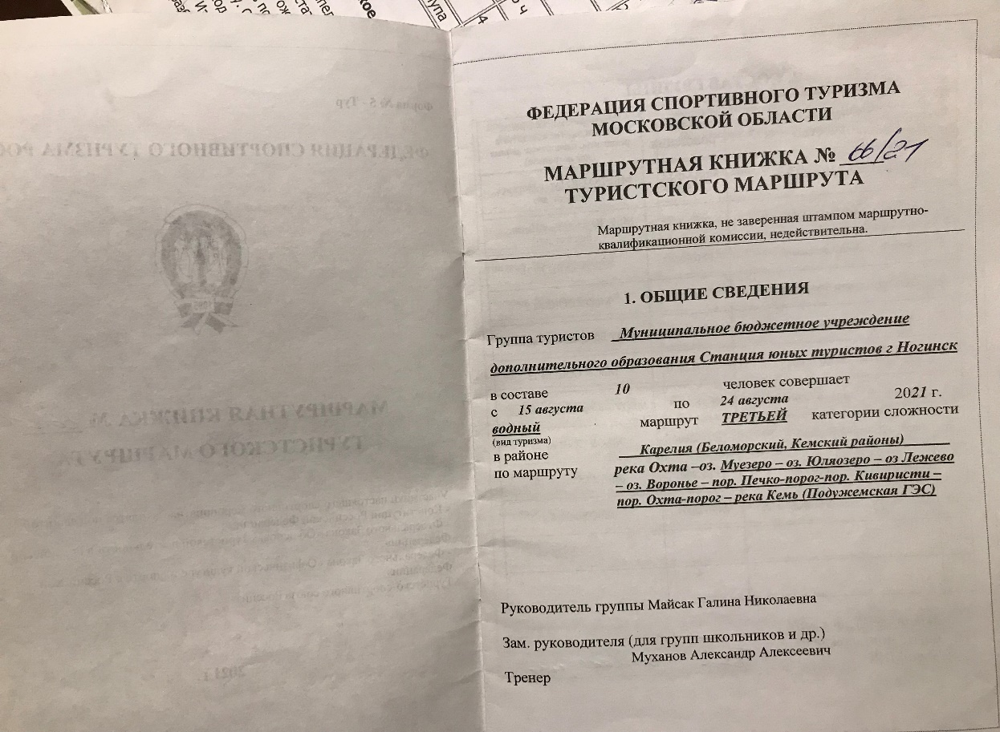 ФЕДЕРАЦИЯ СПОРТИВНОГО ТУРИЗМА
МОСКОВСКОЙ ОБЛАСТИ
МАРШРУТНАЯ КНИЖКА № 66/21
ТУРИСТСКОГО МАРШРУТА
Маршрутная книжка, не заверенная штампом маршрутно-
квалификационной комиссии, недействительна.
1. ОБЩИЕ СВЕДЕНИЯ
Группа туристов Муниципальное бюджетное учреждение
дополнительного образования Станция юных туристов г Ногинск
в составе 10 человек совершает
с 15 августа по 24 августа 2021 г.
водный маршрут ТРЕТЬЕЙ категории сложности
(вид туризма)
в районе Карелия (Беломорский, Кемский районы)
по маршруту река Охта –оз. Муезеро – оз. Юляозеро – оз Лежево
– оз. Воронье – пор. Печко-порог-пор. Кивиристи –
пор. Охта-порог – река Кемь (Подужемская ГЭС)
Руководитель группы Майсак Галина Николаевна
Зам. руководителя (для групп школьников и др.)
Муханов Александр Алексеевич
Тренер